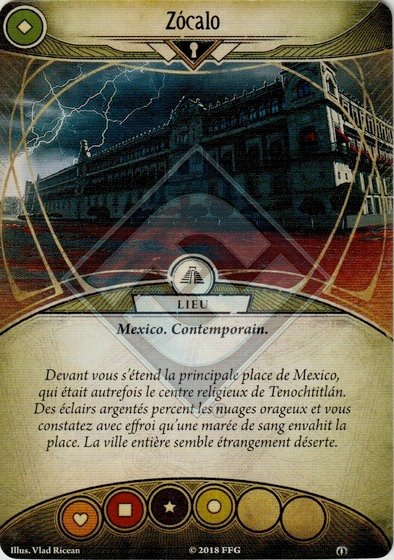 Zócalo
LIEU
Mexico. Contemporain.
Devant vous s'étend la principale place de Mexico,
qui était autrefois le centre religieux de Tenochtitlán.
Des éclairs argentés percent les nuages orageux et vous
constatez avec effroi qu'une marée de sang envahit la
place. La ville entière semble étrangement déserte.
Illus. Vlad Ricean
© 2018 FFG